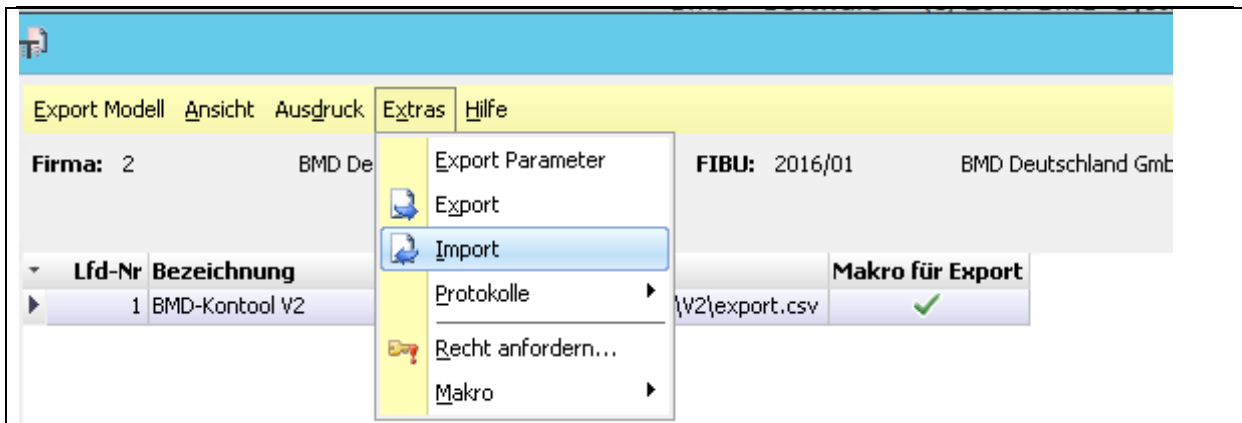 Export Modell Ansicht Ausdruck Extras Hilfe
Firma: 2 BMD De FIBU: 2016/01 BMD Deutschland Gmb
Export Parameter
Export
Import
Protokolle
Recht anfordern...
Makro
Lfd-Nr Bezeichnung Makro für Export
1 BMD-Kontool V2 \V2\export.csv